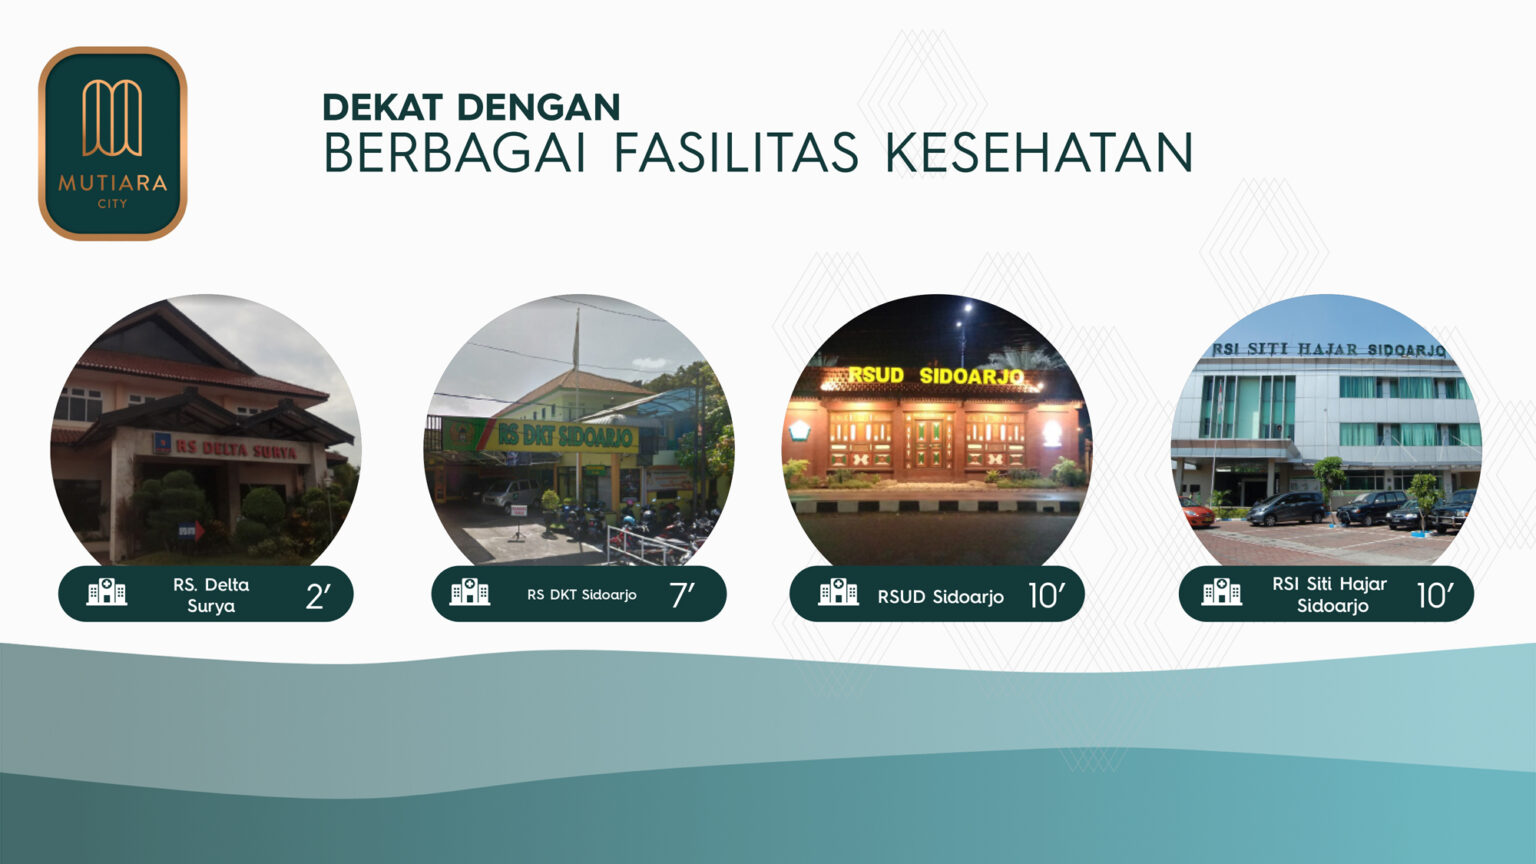 MUTIARA
CITY
DEKAT DENGAN
BERBAGAI FASILITAS KESEHATAN
RS DELTA SURYA
RS DKT SIDOARJO
RSUD SIDOARJO
RSI SITI HAJAR SIDOARJO
RS. Delta
Surya
2’
RS DKT Sidoarjo
7’
RSUD Sidoarjo
10’
RSI Siti Hajar
Sidoarjo
10’